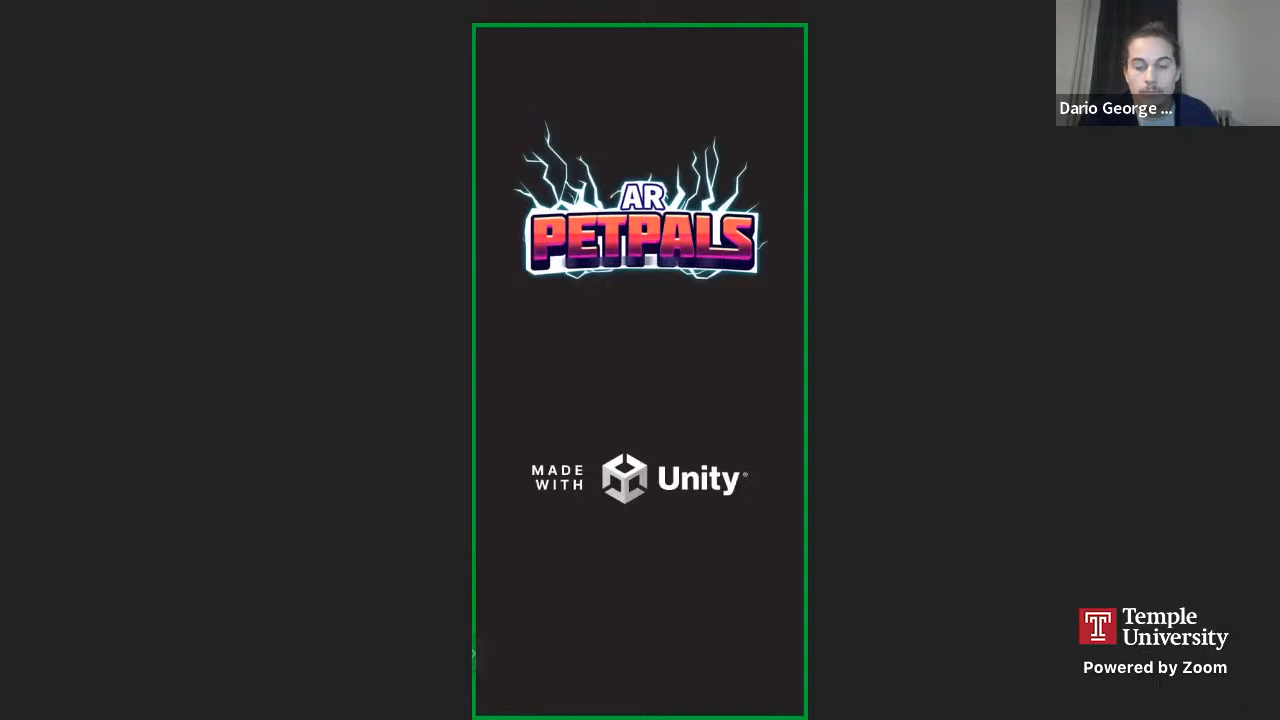 AR
PETPALS
MADE
WITH
Unity
Dario George ...
Temple
University
Powered by Zoom